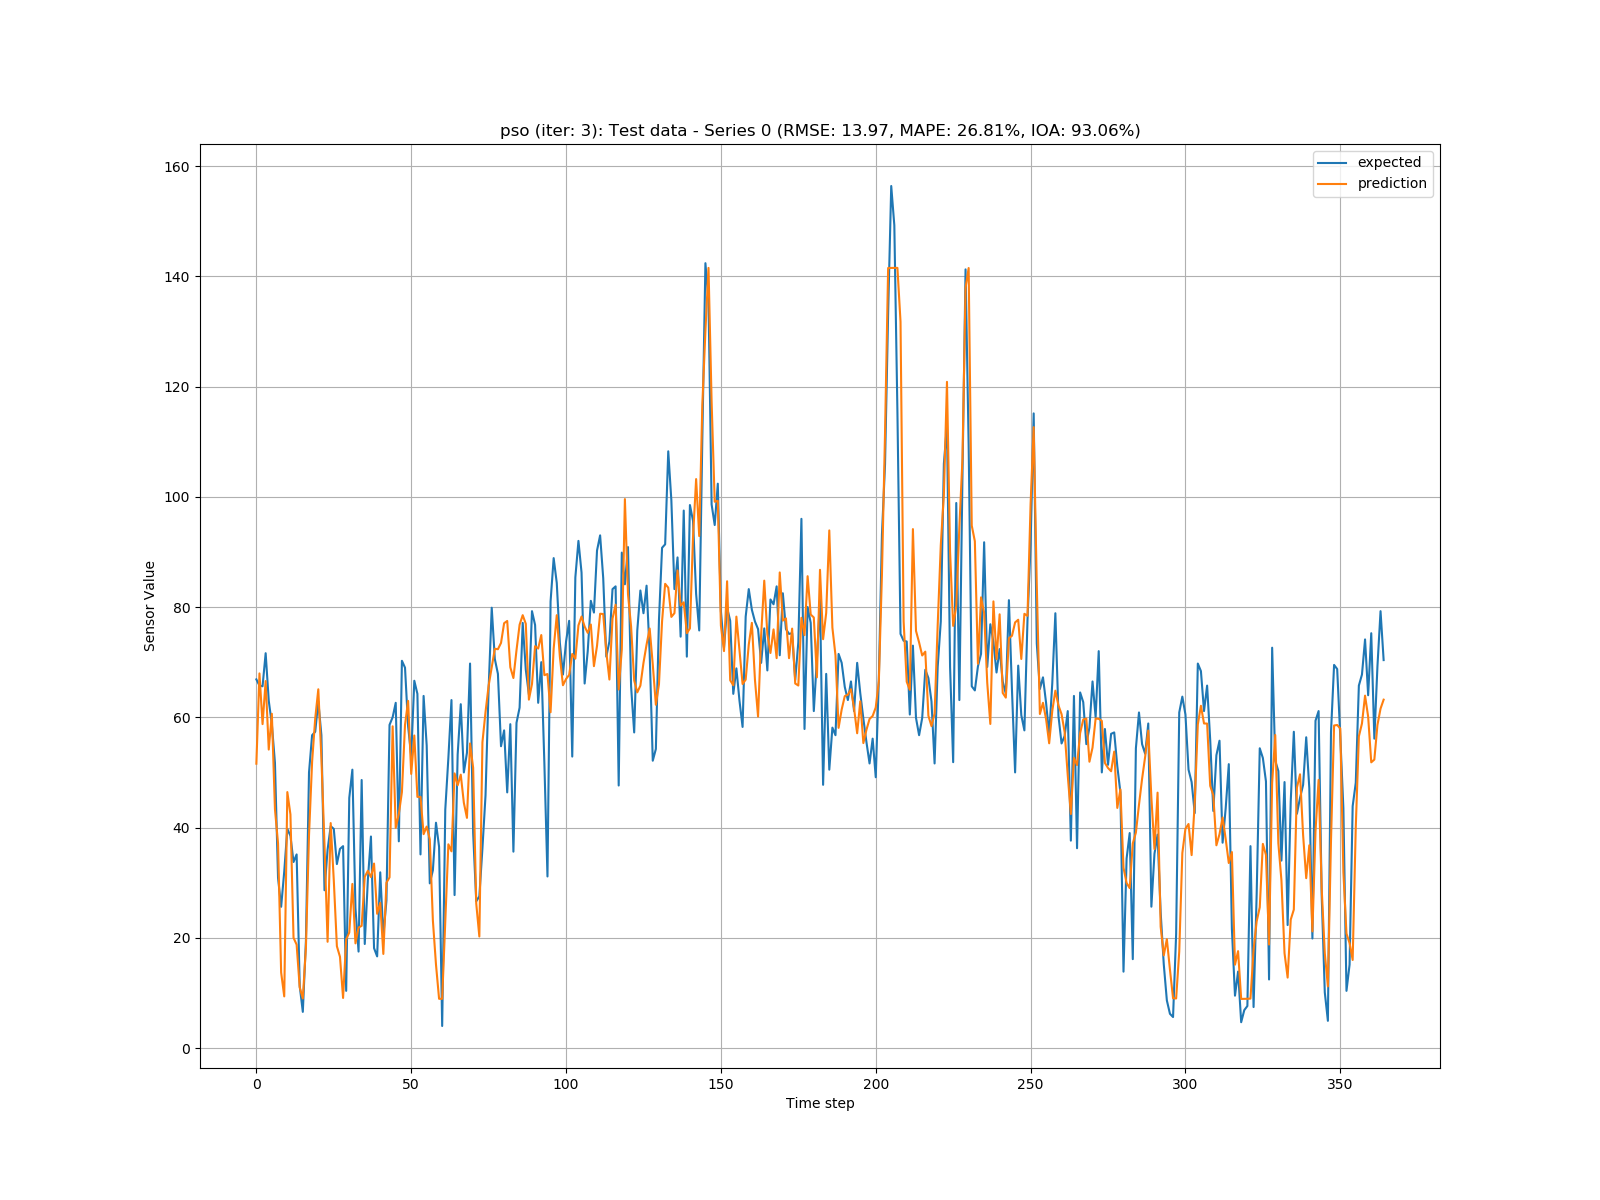 pso (iter: 3): Test data - Series 0 (RMSE: 13.97, MAPE: 26.81%, IOA: 93.06%)
expected
prediction
160
140
120
100
80
60
40
20
0
Sensor Value
0 50 100 150 200 250 300 350
Time step